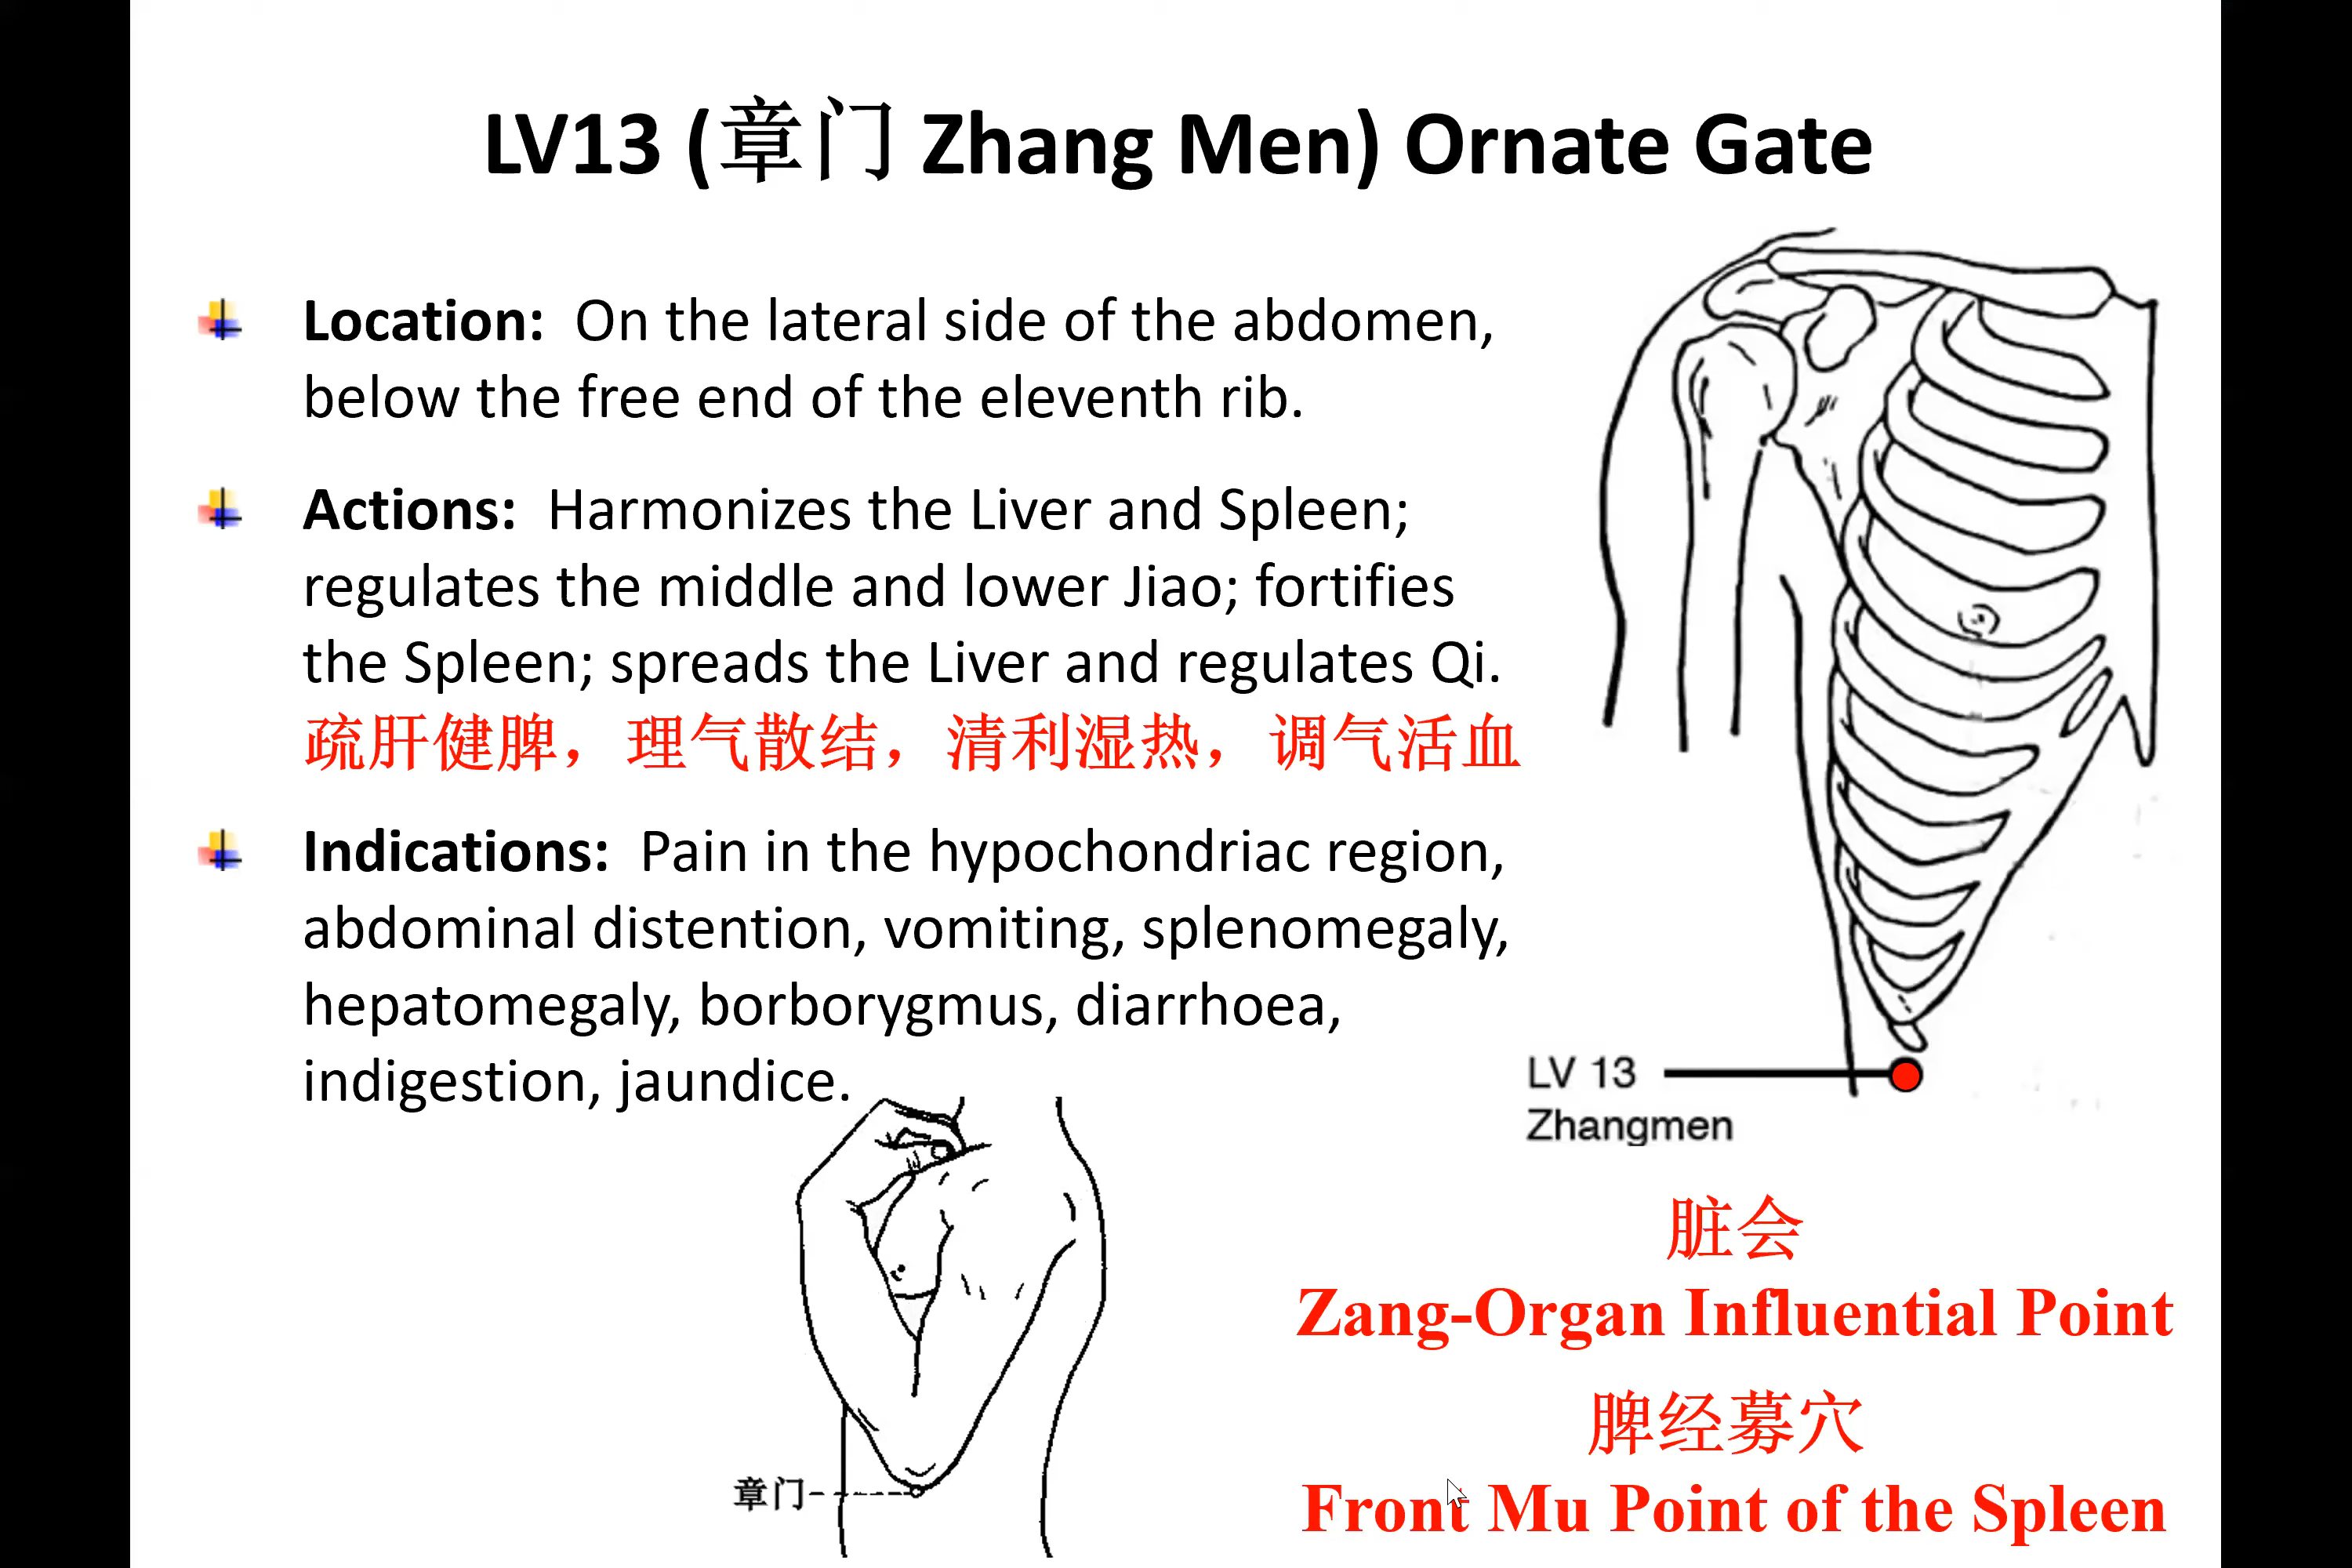 LV13 (章门 Zhang Men) Ornate Gate
Location: On the lateral side of the abdomen,
below the free end of the eleventh rib.
Actions: Harmonizes the Liver and Spleen;
regulates the middle and lower Jiao; fortifies
the Spleen; spreads the Liver and regulates Qi.
疏肝健脾，理气散结，清利湿热，调气活血
Indications: Pain in the hypochondriac region,
abdominal distention, vomiting, splenomegaly,
hepatomegaly, borborygmus, diarrhoea,
indigestion, jaundice.
LV 13
Zhangmen
章门
脏会
Zang-Organ Influential Point
脾经募穴
Front Mu Point of the Spleen